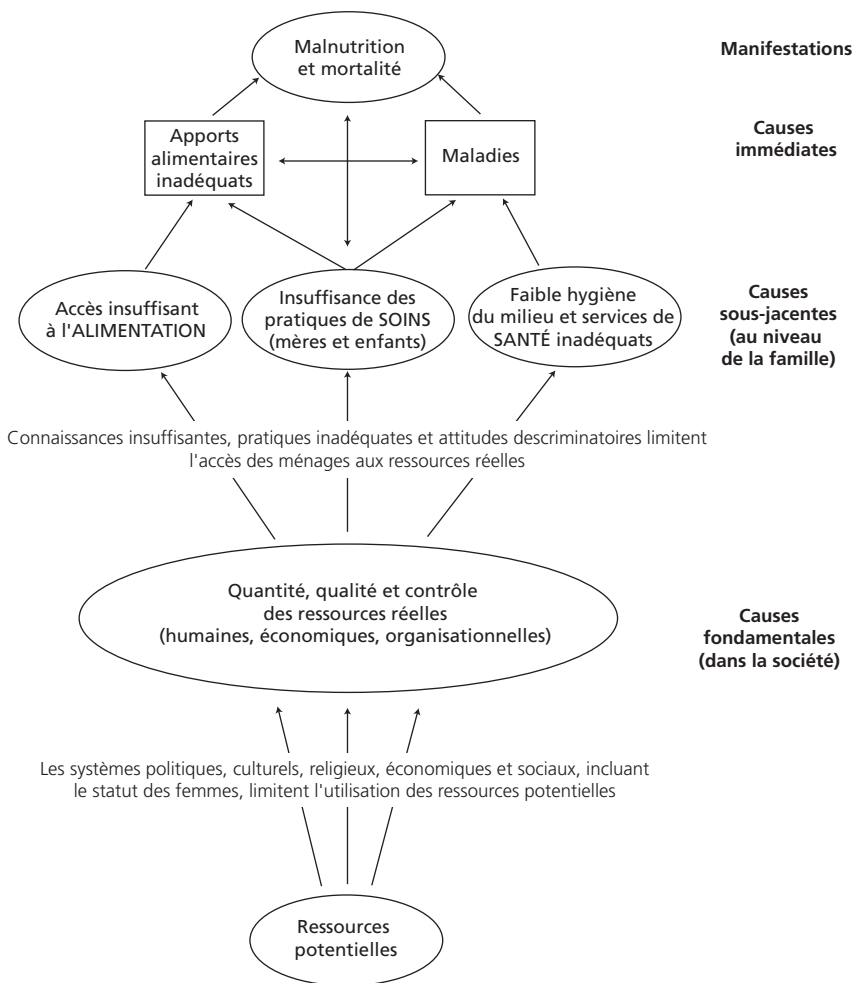 Malnutrition
et mortalité
Manifestations
Apports
alimentaires
inadéquats
Maladies
Causes
immédiates
Accès insuffisant
à l'ALIMENTATION
Insuffisance des
pratiques de SOINS
(mères et enfants)
Faible hygiène
du milieu et services de
SANTÉ inadéquats
Causes
sous-jacentes
(au niveau
de la famille)
Connaissances insuffisantes, pratiques inadéquates et attitudes descriminatoires limitent
l'accès des ménages aux ressources réelles
Quantité, qualité et contrôle
des ressources réelles
(humaines, économiques, organisationnelles)
Causes
fondamentales
(dans la société)
Les systèmes politiques, culturels, religieux, économiques et sociaux, incluant
le statut des femmes, limitent l'utilisation des ressources potentielles
Ressources
potentielles